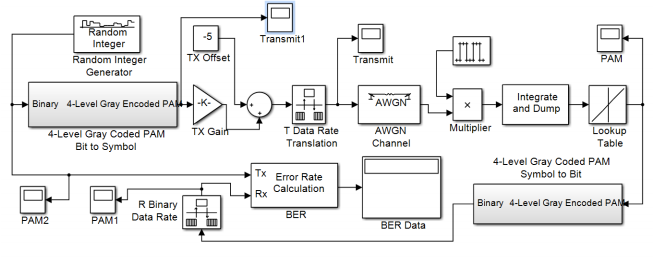 Random
Integer
Random Integer
Generator
Transmit1
-5
TX Offset
Transmit
PAM
Binary 4-Level Gray Encoded PAM
4-Level Gray Coded PAM
Bit to Symbol
-K-
TX Gain
T Data Rate
Translation
AWGN
AWGN
Channel
×
Multiplier
Integrate
and Dump
Lookup
Table
4-Level Gray Coded PAM
Symbol to Bit
Binary 4-Level Gray Encoded PAM
PAM2
PAM1
R Binary
Data Rate
Tx
Rx
Error Rate
Calculation
BER
BER Data